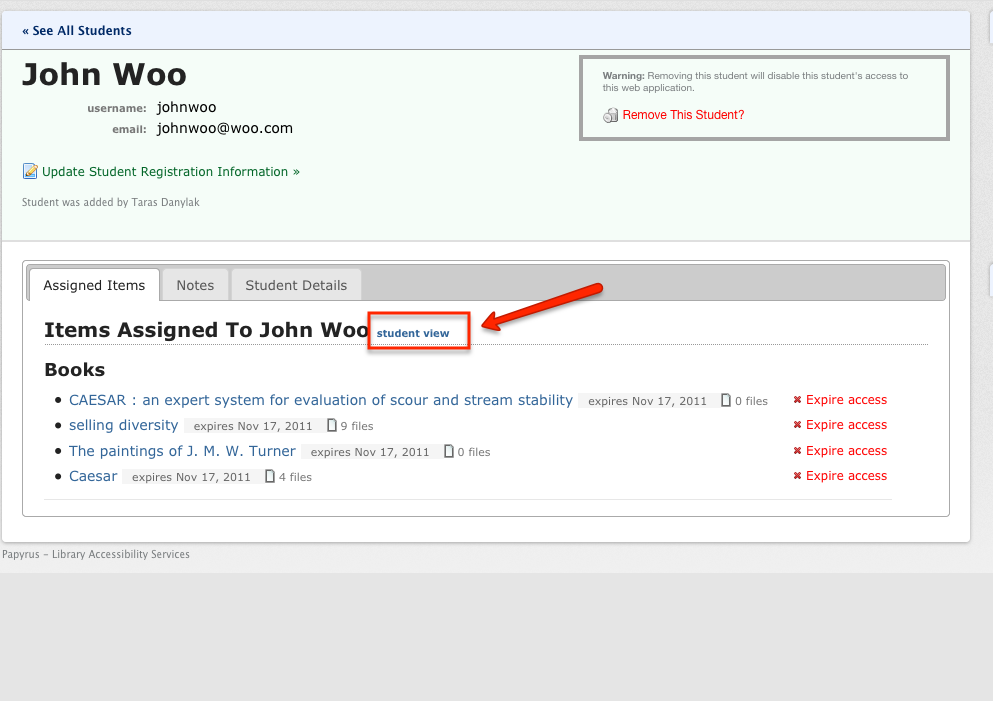 « See All Students
John Woo
username: johnwoo
email: johnwoo@woo.com
Warning: Removing this student will disable this student's access to
this web application.
Remove This Student?
Update Student Registration Information »
Student was added by Taras Danylak
Assigned Items Notes Student Details
Items Assigned To John Woo student view
Books
• CAESAR : an expert system for evaluation of scour and stream stability expires Nov 17, 2011 0 files Expire access
• selling diversity expires Nov 17, 2011 9 files Expire access
• The paintings of J. M. W. Turner expires Nov 17, 2011 0 files Expire access
• Caesar expires Nov 17, 2011 4 files Expire access
Papyrus – Library Accessibility Services